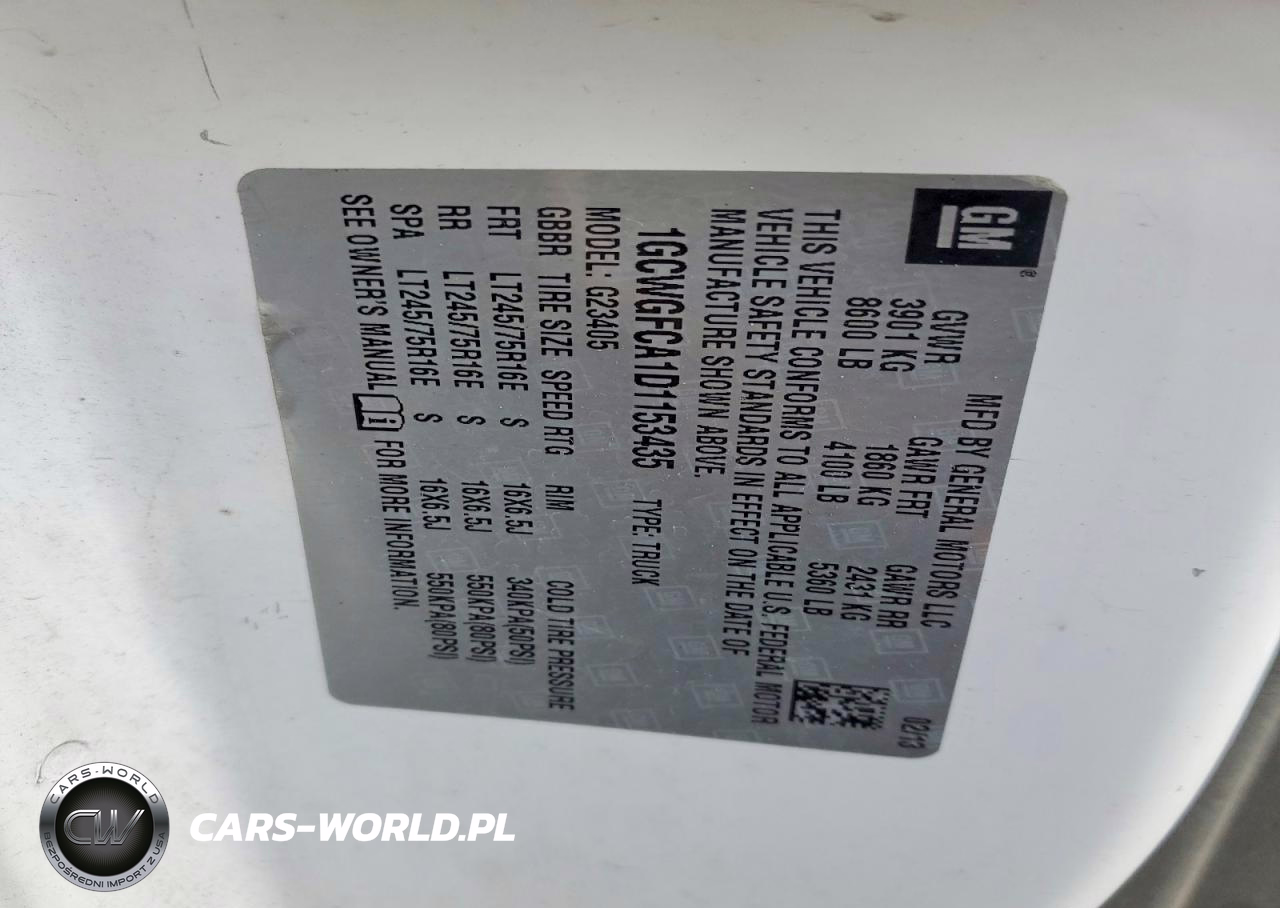 GM
®
MFD BY GENERAL MOTORS LLC 02/13
GVWR GAWR FRT GAWR RR
3901 KG 1860 KG 2431 KG
8600 LB 4100 LB 5360 LB
THIS VEHICLE CONFORMS TO ALL APPLICABLE U.S. FEDERAL MOTOR
VEHICLE SAFETY STANDARDS IN EFFECT ON THE DATE OF
MANUFACTURE SHOWN ABOVE.
1GCWGFCA1D1153435 TYPE: TRUCK
MODEL: G23405
GBBR TIRE SIZE SPEED RTG RIM COLD TIRE PRESSURE
FRT LT245/75R16E S 16X6.5J 340KPA(50PSI)
RR LT245/75R16E S 16X6.5J 550KPA(80PSI)
SPA LT245/75R16E S 16X6.5J 550KPA(80PSI)
SEE OWNER'S MANUAL i FOR MORE INFORMATION.
CARS-WORLD
CW
BEZPOŚREDNI IMPORT Z USA
CARS-WORLD.PL